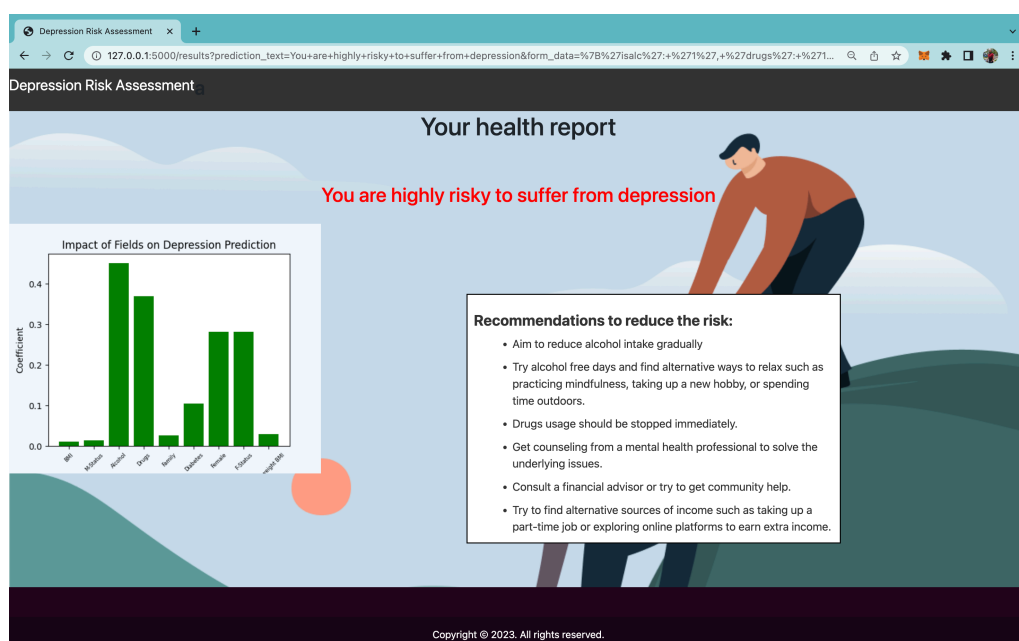 Depression Risk Assessment
127.0.0.1:5000/results?prediction_text=You+are+highly+risky+to+suffer+from+depression&form_data=%7B%27isalc%27:+%271%27,+%27drugs%27:+%271...
Depression Risk Assessment
Your health report
You are highly risky to suffer from depression
Impact of Fields on Depression Prediction
Coefficient
0.4
0.3
0.2
0.1
0.0
BMI
M-Status
Alcohol
Drugs
Family
Diabetes
Female
F-Status
BMI
Recommendations to reduce the risk:
• Aim to reduce alcohol intake gradually
• Try alcohol free days and find alternative ways to relax such as
practicing mindfulness, taking up a new hobby, or spending
time outdoors.
• Drugs usage should be stopped immediately.
• Get counseling from a mental health professional to solve the
underlying issues.
• Consult a financial advisor or try to get community help.
• Try to find alternative sources of income such as taking up a
part-time job or exploring online platforms to earn extra income.
Copyright © 2023. All rights reserved.